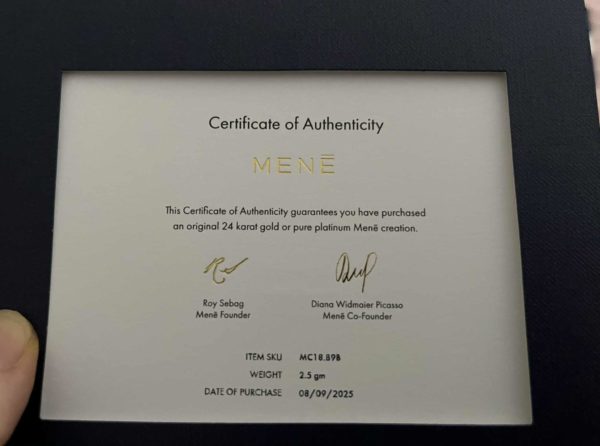 Certificate of Authenticity
MENĒ
This Certificate of Authenticity guarantees you have purchased
an original 24 karat gold or pure platinum Menē creation.
Roy Sebag Diana Widmaier Picasso
Menē Founder Menē Co-Founder
ITEM SKU MC18.89B
WEIGHT 2.5 gm
DATE OF PURCHASE 08/09/2025